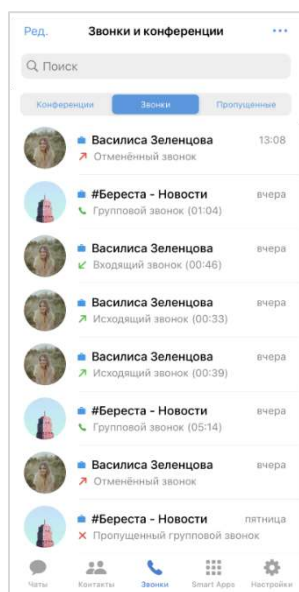 Ред. Звонки и конференции
Поиск
Конференции Звонки Пропущенные
Василиса Зеленцова 13:08
Отменённый звонок
#Береста - Новости вчера
Групповой звонок (01:04)
Василиса Зеленцова вчера
Входящий звонок (00:46)
Василиса Зеленцова вчера
Исходящий звонок (00:33)
Василиса Зеленцова вчера
Исходящий звонок (00:39)
#Береста - Новости вчера
Групповой звонок (05:14)
Василиса Зеленцова вчера
Отменённый звонок
#Береста - Новости пятница
Пропущенный групповой звонок
Чаты Контакты Звонки Smart Apps Настройки